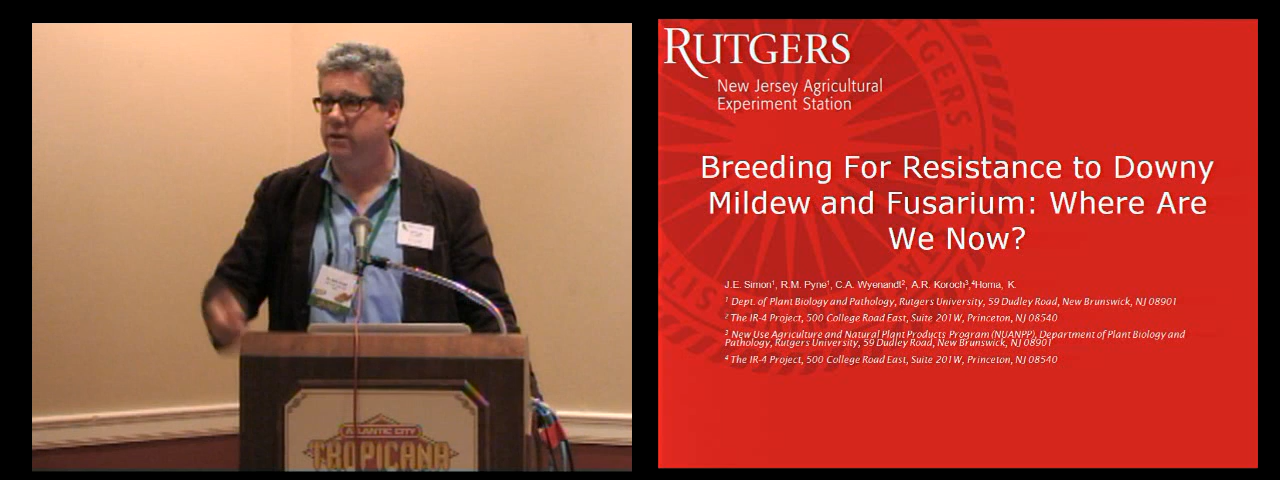 ATLANTIC CITY
TROPICANA
RUTGERS
New Jersey Agricultural
Experiment Station
Breeding For Resistance to Downy
Mildew and Fusarium: Where Are
We Now?
J.E. Simon¹, R.M. Pyne¹, C.A. Wyenandt², A.R. Koroch³,⁴Homa, K.
¹ Dept. of Plant Biology and Pathology, Rutgers University, 59 Dudley Road, New Brunswick, NJ 08901
² The IR-4 Project, 500 College Road East, Suite 201W, Princeton, NJ 08540
³ New Use Agriculture and Natural Plant Products Program (NUANPP), Department of Plant Biology and
Pathology, Rutgers University, 59 Dudley Road, New Brunswick, NJ 08901
⁴ The IR-4 Project, 500 College Road East, Suite 201W, Princeton, NJ 08540